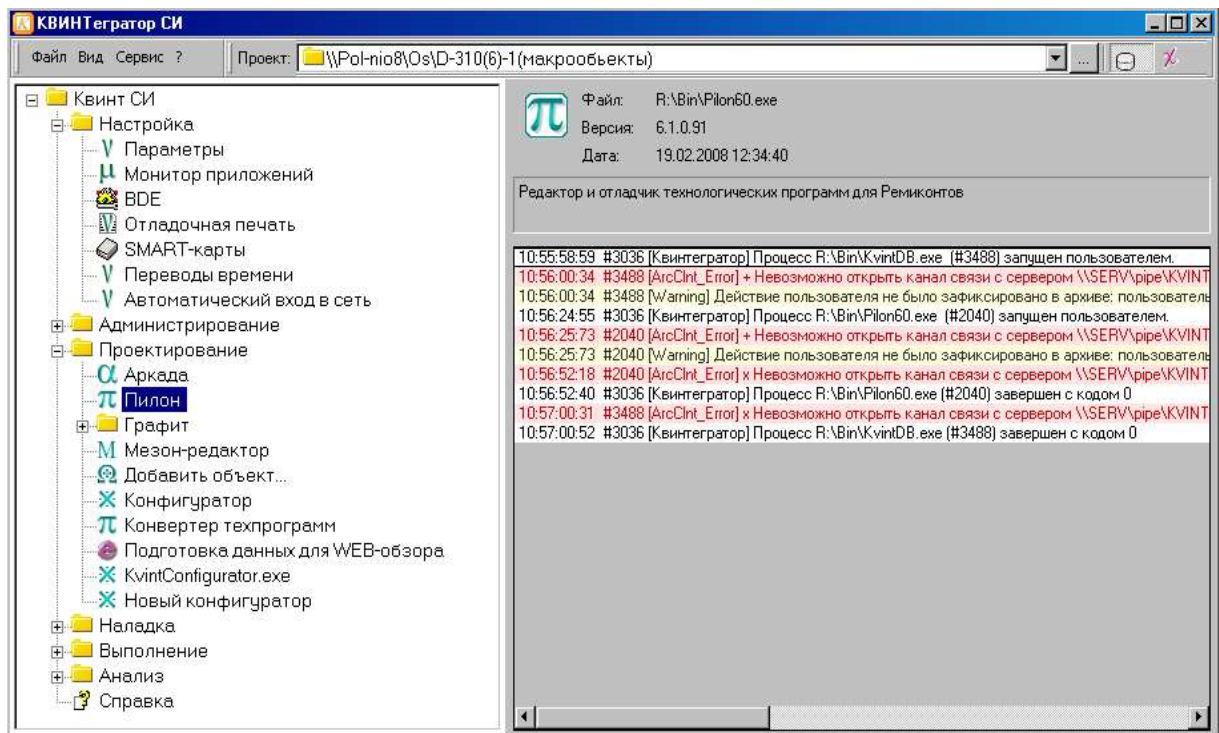 КВИНТегратор СИ
Файл Вид Сервис ? Проект: \\Pol-nio8\Os\D-310(6)-1(макрообьекты) ...
Квинт СИ
Настройка
Параметры
Монитор приложений
BDE
Отладочная печать
SMART-карты
Переводы времени
Автоматический вход в сеть
Администрирование
Проектирование
Аркада
Пилон
Графит
Мезон-редактор
Добавить объект...
Конфигуратор
Конвертер техпрограмм
Подготовка данных для WEB-обзора
KvintConfigurator.exe
Новый конфигуратор
Наладка
Выполнение
Анализ
Справка
Файл: R:\Bin\Pilon60.exe
Версия: 6.1.0.91
Дата: 19.02.2008 12:34:40
Редактор и отладчик технологических программ для Ремиконтов
10:55:58:59 #3036 [Квинтегратор] Процесс R:\Bin\KvintDB.exe (#3488) запущен пользователем.
10:56:00:34 #3488 [ArcClnt_Error] + Невозможно открыть канал связи с сервером \\SERV\pipe\KVINT
10:56:00:34 #3488 [Warning] Действие пользователя не было зафиксировано в архиве: пользователь
10:56:24:55 #3036 [Квинтегратор] Процесс R:\Bin\Pilon60.exe (#2040) запущен пользователем.
10:56:25:73 #2040 [ArcClnt_Error] + Невозможно открыть канал связи с сервером \\SERV\pipe\KVINT
10:56:25:73 #2040 [Warning] Действие пользователя не было зафиксировано в архиве: пользователь
10:56:52:18 #2040 [ArcClnt_Error] x Невозможно открыть канал связи с сервером \\SERV\pipe\KVINT
10:56:52:40 #3036 [Квинтегратор] Процесс R:\Bin\Pilon60.exe (#2040) завершен с кодом 0
10:57:00:31 #3488 [ArcClnt_Error] x Невозможно открыть канал связи с сервером \\SERV\pipe\KVINT
10:57:00:52 #3036 [Квинтегратор] Процесс R:\Bin\KvintDB.exe (#3488) завершен с кодом 0